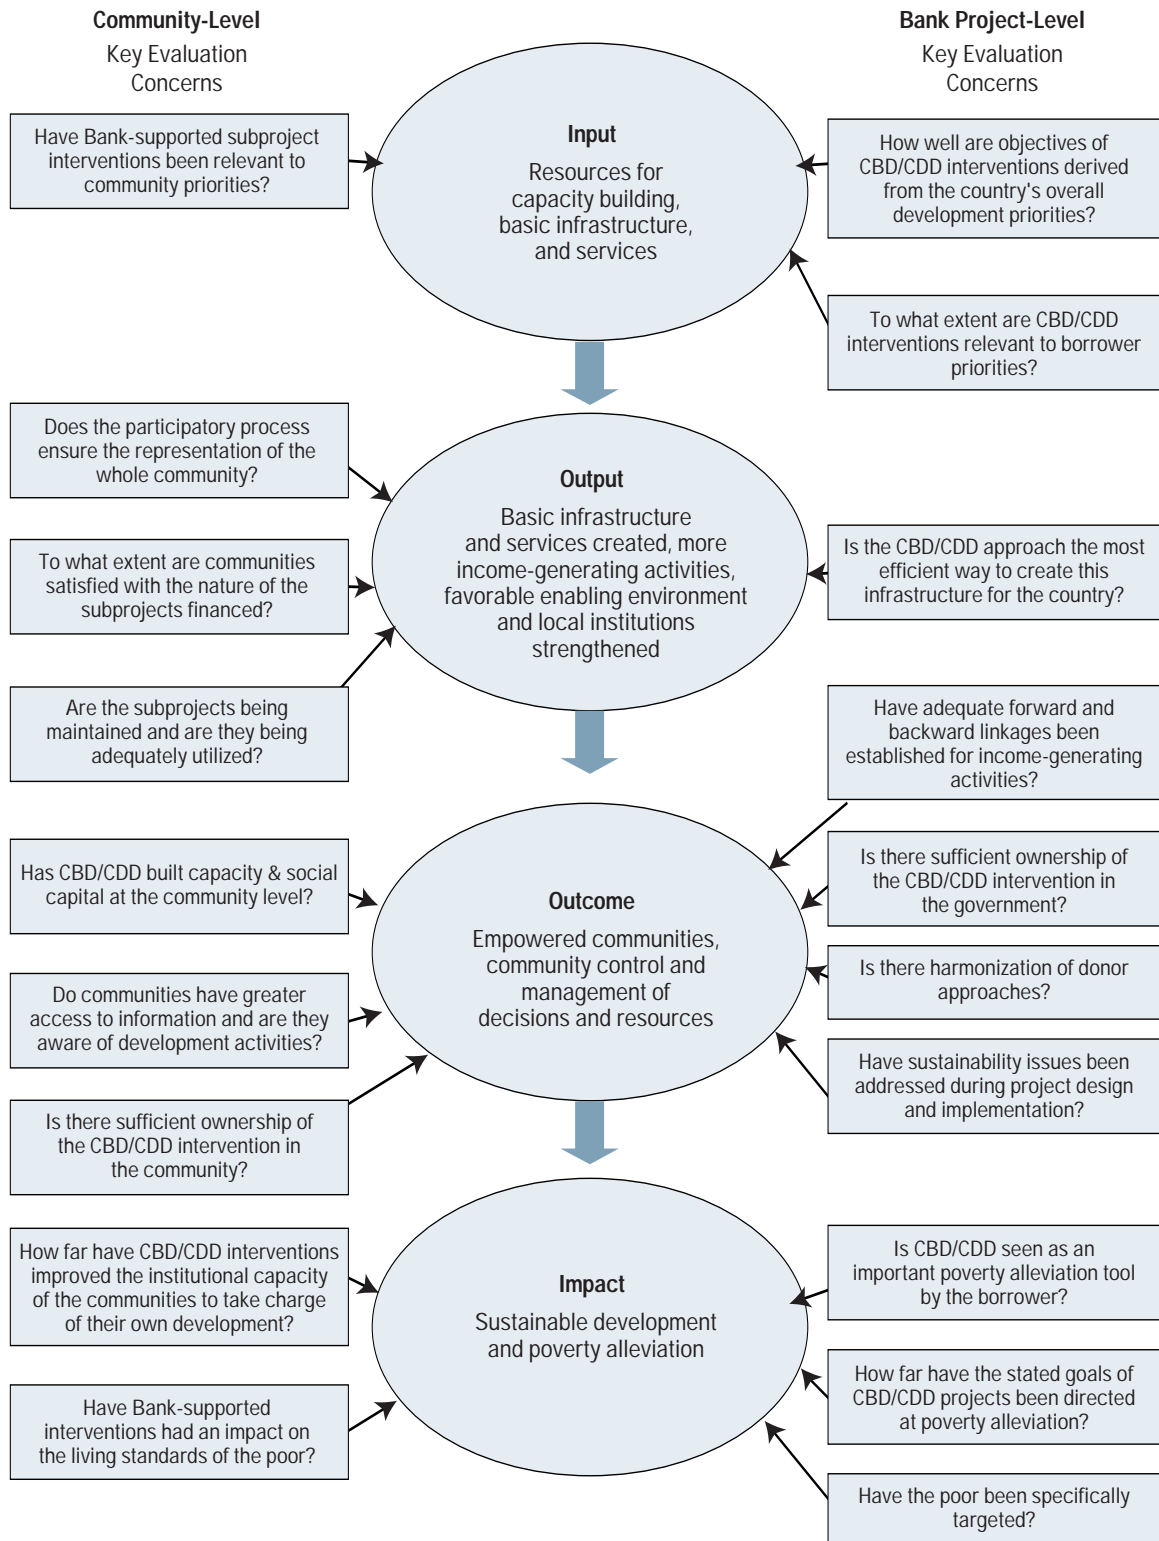 Community-Level
Key Evaluation
Concerns
Bank Project-Level
Key Evaluation
Concerns
Have Bank-supported subproject
interventions been relevant to
community priorities?
Input
Resources for
capacity building,
basic infrastructure,
and services
How well are objectives of
CBD/CDD interventions derived
from the country's overall
development priorities?
To what extent are CBD/CDD
interventions relevant to borrower
priorities?
Does the participatory process
ensure the representation of the
whole community?
To what extent are communities
satisfied with the nature of the
subprojects financed?
Are the subprojects being
maintained and are they being
adequately utilized?
Output
Basic infrastructure
and services created, more
income-generating activities,
favorable enabling environment
and local institutions
strengthened
Is the CBD/CDD approach the most
efficient way to create this
infrastructure for the country?
Have adequate forward and
backward linkages been
established for income-generating
activities?
Has CBD/CDD built capacity & social
capital at the community level?
Do communities have greater
access to information and are they
aware of development activities?
Is there sufficient ownership of
the CBD/CDD intervention in
the community?
Outcome
Empowered communities,
community control and
management of
decisions and resources
Is there sufficient ownership of
the CBD/CDD intervention in
the government?
Is there harmonization of donor
approaches?
Have sustainability issues been
addressed during project design
and implementation?
How far have CBD/CDD interventions
improved the institutional capacity
of the communities to take charge
of their own development?
Have Bank-supported
interventions had an impact on
the living standards of the poor?
Impact
Sustainable development
and poverty alleviation
Is CBD/CDD seen as an
important poverty alleviation tool
by the borrower?
How far have the stated goals of
CBD/CDD projects been directed
at poverty alleviation?
Have the poor been specifically
targeted?